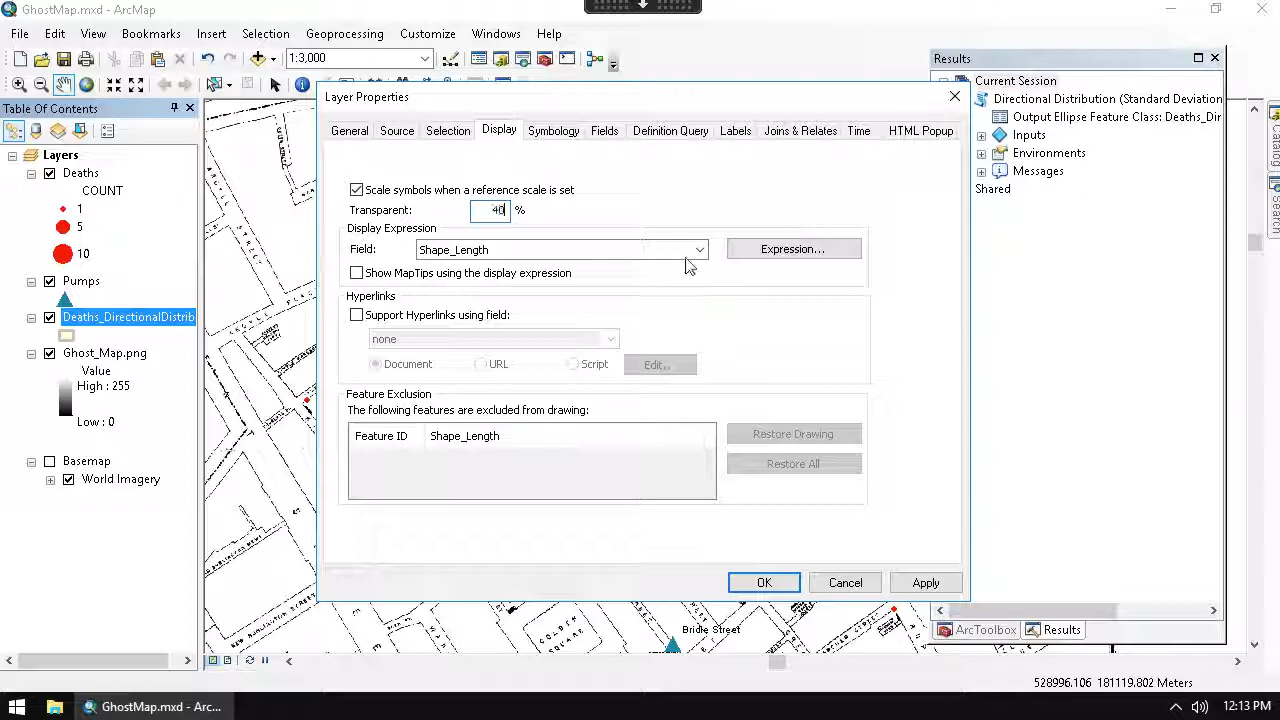 GhostMap.mxd - ArcMap
File Edit View Bookmarks Insert Selection Geoprocessing Customize Windows Help
1:3,000
Table Of Contents
Layers
Deaths
COUNT
1
5
10
Pumps
Deaths_DirectionalDistrib
Ghost_Map.png
Value
High : 255
Low : 0
Basemap
World Imagery
Layer Properties
General Source Selection Display Symbology Fields Definition Query Labels Joins & Relates Time HTML Popup
Scale symbols when a reference scale is set
Transparent: 40 %
Display Expression
Field: Shape_Length Expression...
Show MapTips using the display expression
Hyperlinks
Support Hyperlinks using field:
none
Document URL Script Edit...
Feature Exclusion
The following features are excluded from drawing:
Feature ID Shape_Length
Restore Drawing
Restore All
OK Cancel Apply
Bridle Street
Results
Current Session
Directional Distribution (Standard Deviation
Output Ellipse Feature Class: Deaths_Dir
Inputs
Environments
Messages
Shared
ArcToolbox Results
Catalog
Search
528996.106 181119.802 Meters
GhostMap.mxd - Arc...
12:13 PM